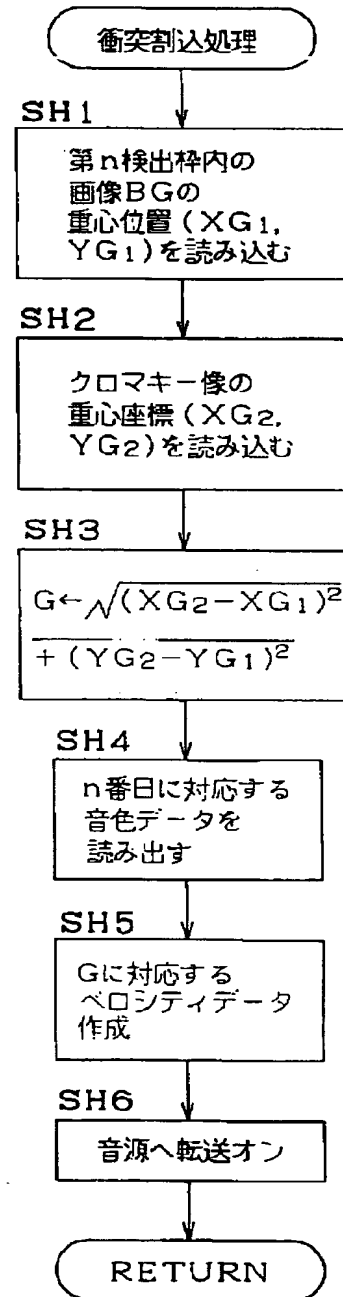 衝突割込処理
SH1
第n検出枠内の
画像BGの
重心位置(XG1,
YG1)を読み込む
SH2
クロマキー像の
重心座標(XG2,
YG2)を読み込む
SH3
G←√(XG2−XG1)²
+(YG2−YG1)²
SH4
n番目に対応する
音色データを
読み出す
SH5
Gに対応する
ベロシティデータ
作成
SH6
音源へ転送オン
RETURN